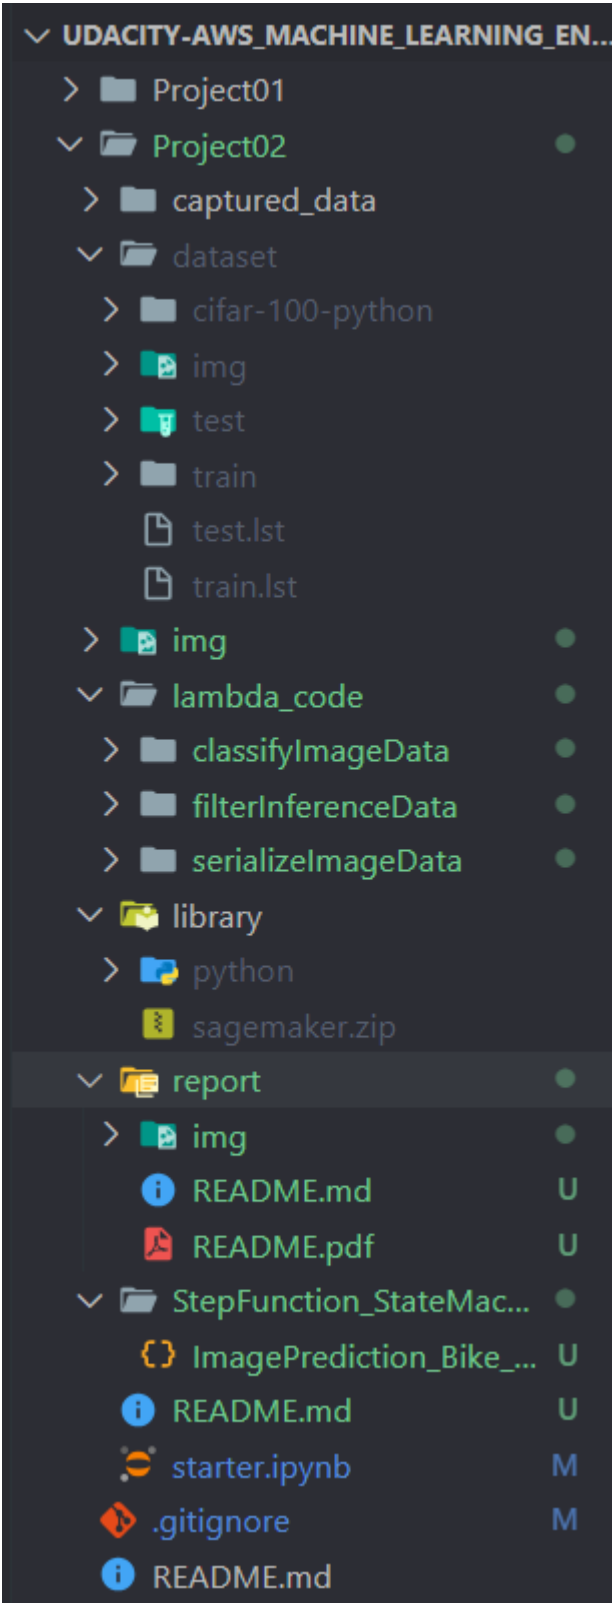 UDACITY-AWS_MACHINE_LEARNING_EN...
Project01
Project02
captured_data
dataset
cifar-100-python
img
test
train
test.lst
train.lst
img
lambda_code
classifyImageData
filterInferenceData
serializeImageData
library
python
sagemaker.zip
report
img
README.md U
README.pdf U
StepFunction_StateMac...
ImagePrediction_Bike_... U
README.md U
starter.ipynb M
.gitignore M
README.md